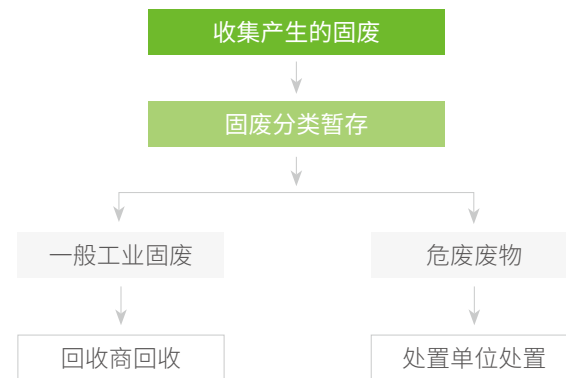 收集产生的固废
固废分类暂存
一般工业固废
危废废物
回收商回收
处置单位处置